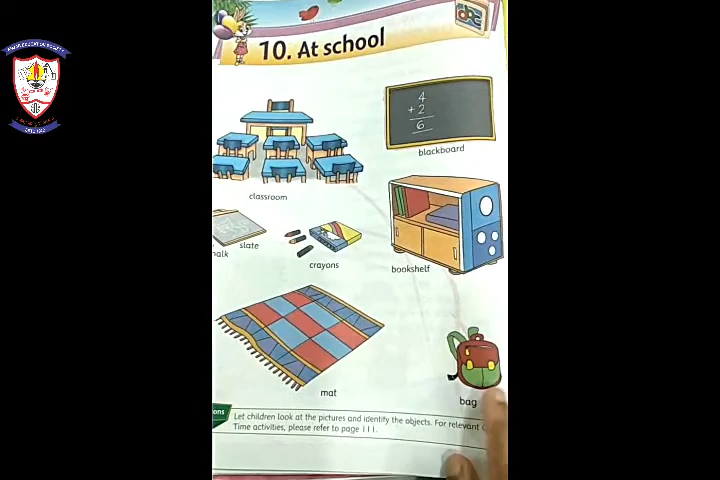 10. At school
4
+ 2
6
blackboard
classroom
slate
crayons
bookshelf
mat
bag
Let children look at the pictures and identify the objects. For relevant
Time activities, please refer to page 111.